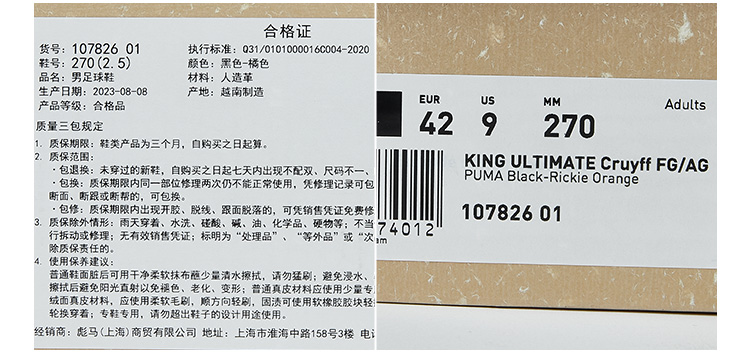 合格证
货号: 107826 01
执行标准: Q31/0101000016C004-2020
鞋号: 270(2.5)
颜色: 黑色-橘色
品名: 男足球鞋
材料: 人造革
生产日期: 2023-08-08
产地: 越南制造
产品等级: 合格品
质量三包规定
1. 质保期限: 鞋类产品为三个月, 自购买之日起算。
2. 质保范围:
· 包退换: 未穿过的新鞋, 自购买之日起七天内出现不配双、尺码不一、
· 包换: 质保期限内同一部位修理两次仍不能正常使用, 凭修理记录可包
断面、断跟或断帮的, 可包换。
· 包修: 质保期内出现开胶、脱线、跟面脱落的, 可凭销售凭证免费修
3. 质保除外情形: 雨天穿着、水洗、碰酸、碱、油、化学品、硬物等; 不当
行拆动或修理; 无有效销售凭证; 标明为“处理品”、“等外品”或“次
除质保责任的。
4. 使用保养建议:
普通鞋面脏后可用干净柔软抹布蘸少量清水擦拭, 请勿猛刷; 避免浸水、
擦拭后避免阳光直射以免褪色、老化、变形; 普通真皮材料应使用少量专
绒面真皮材料, 应使用柔软毛刷, 顺方向轻刷, 固渍可使用软橡胶胶块轻
轮换穿着; 专鞋专用, 请勿超出鞋子的设计用途使用。
经销商: 彪马(上海)商贸有限公司 地址: 上海市淮海中路158号3楼 电
EUR
US
MM
Adults
42
9
270
KING ULTIMATE Cruyff FG/AG
PUMA Black-Rickie Orange
107826 01
74012
am